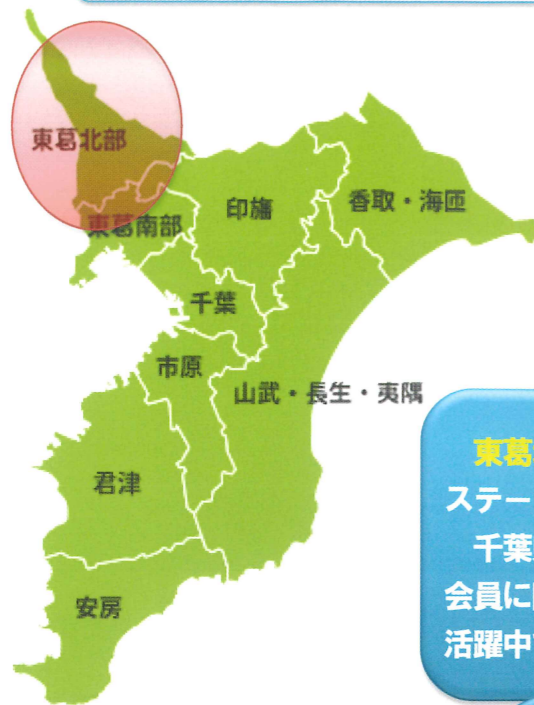 東葛北部
東葛南部
印旛
香取・海匝
千葉
市原
山武・長生・夷隅
君津
安房
東葛
ステー
千葉
会員に
活躍中